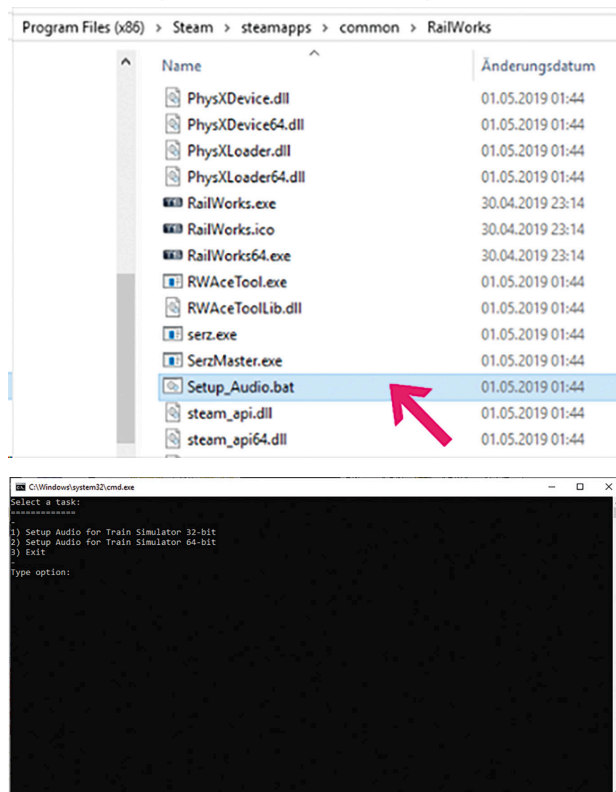 Program Files (x86) > Steam > steamapps > common > RailWorks
Name Änderungsdatum
PhysXDevice.dll 01.05.2019 01:44
PhysXDevice64.dll 01.05.2019 01:44
PhysXLoader.dll 01.05.2019 01:44
PhysXLoader64.dll 01.05.2019 01:44
RailWorks.exe 30.04.2019 23:14
RailWorks.ico 30.04.2019 23:14
RailWorks64.exe 30.04.2019 23:14
RWAceTool.exe 01.05.2019 01:44
RWAceToolLib.dll 01.05.2019 01:44
serz.exe 01.05.2019 01:44
SerzMaster.exe 01.05.2019 01:44
Setup_Audio.bat 01.05.2019 01:44
steam_api.dll 01.05.2019 01:44
steam_api64.dll 01.05.2019 01:44
C:\Windows\system32\cmd.exe
Select a task:
=============
-
1) Setup Audio for Train Simulator 32-bit
2) Setup Audio for Train Simulator 64-bit
3) Exit
-
Type option: